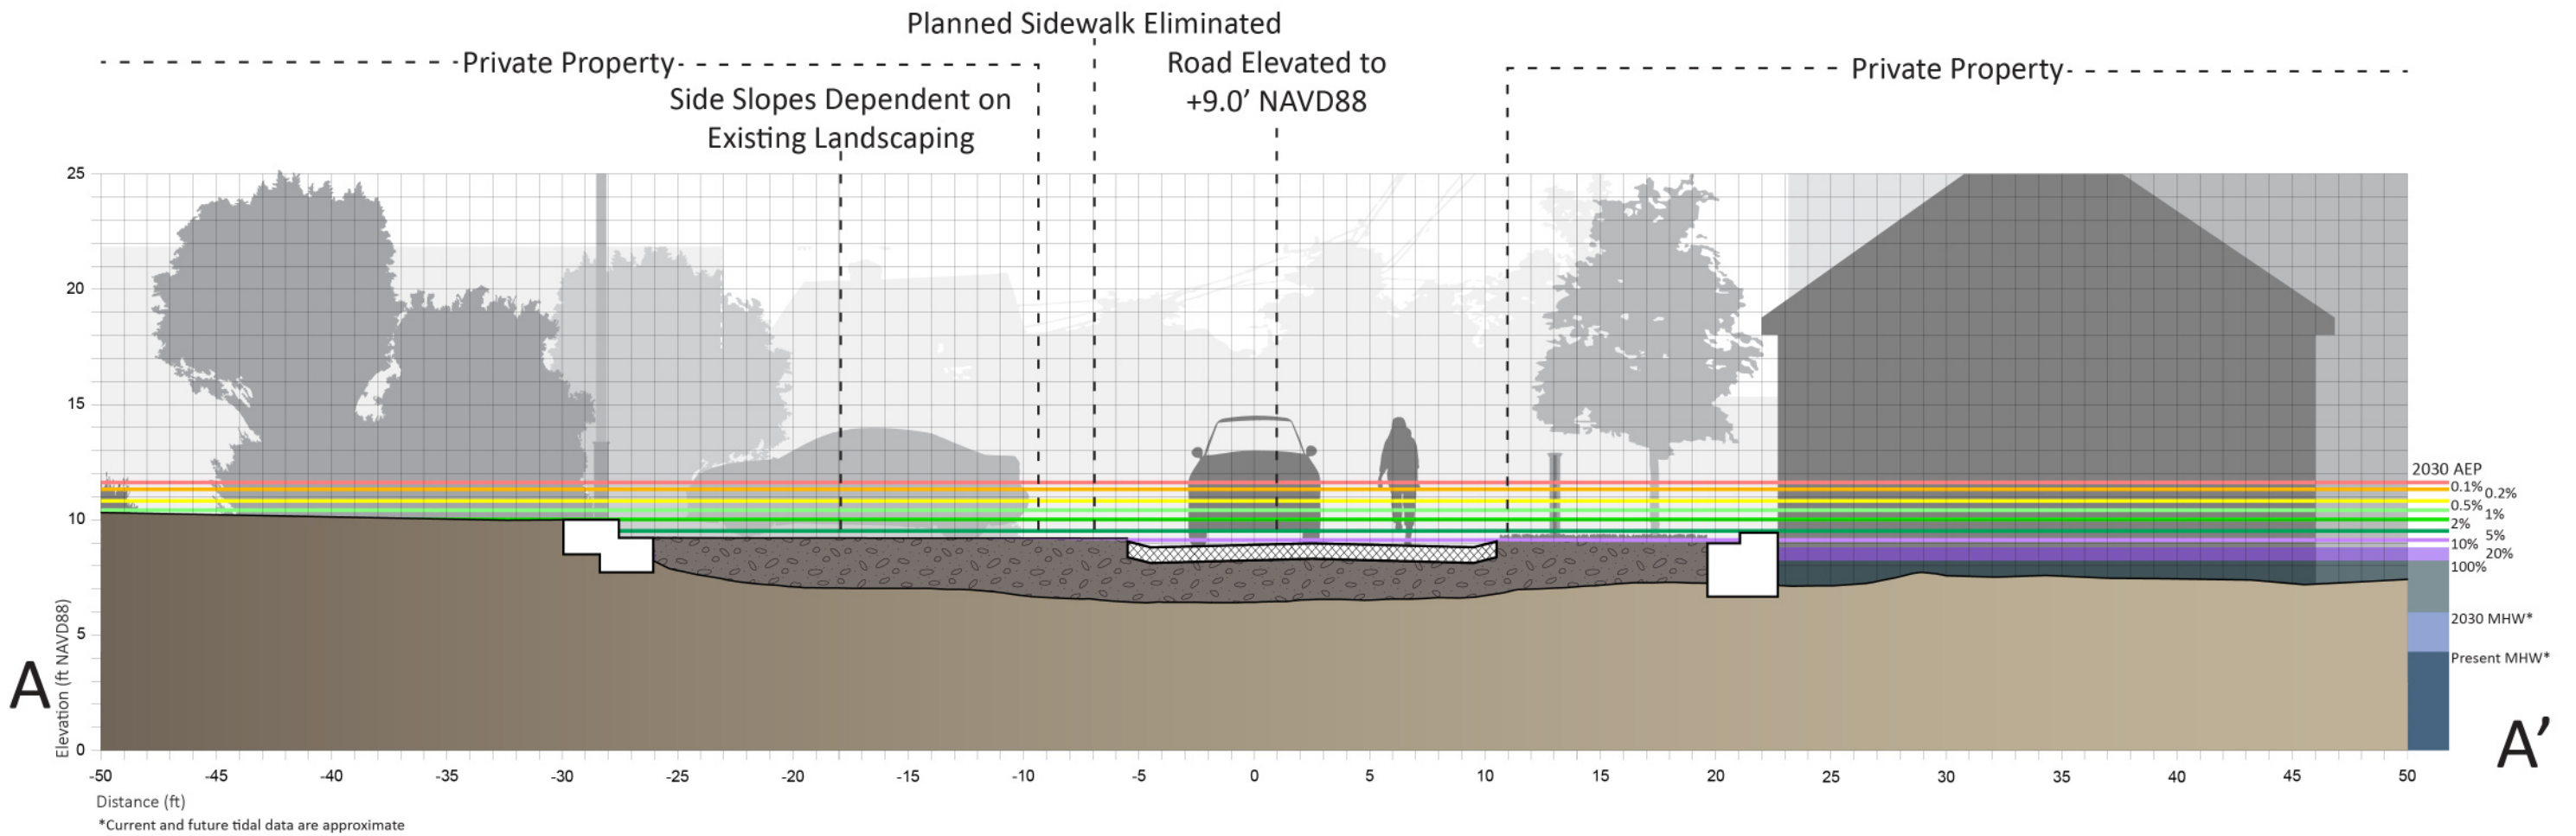 Planned Sidewalk Eliminated
Private Property
Road Elevated to
+9.0’ NAVD88
Private Property
Side Slopes Dependent on
Existing Landscaping
25
20
15
10
5
0
Elevation (ft NAVD88)
A
2030 AEP
0.1%
0.2%
0.5%
1%
2%
5%
10%
20%
100%
2030 MHW*
Present MHW*
A’
-50 -45 -40 -35 -30 -25 -20 -15 -10 -5 0 5 10 15 20 25 30 35 40 45 50
Distance (ft)
*Current and future tidal data are approximate